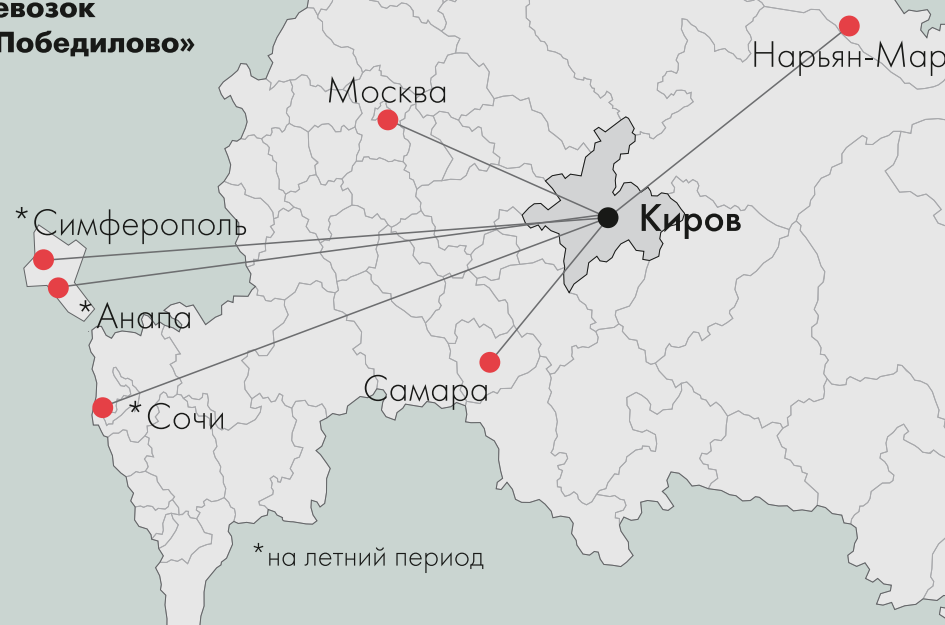 евозок
Победилово»
Нарьян-Мар
Москва
*Симферополь
Киров
*Анапа
Самара
*Сочи
*на летний период